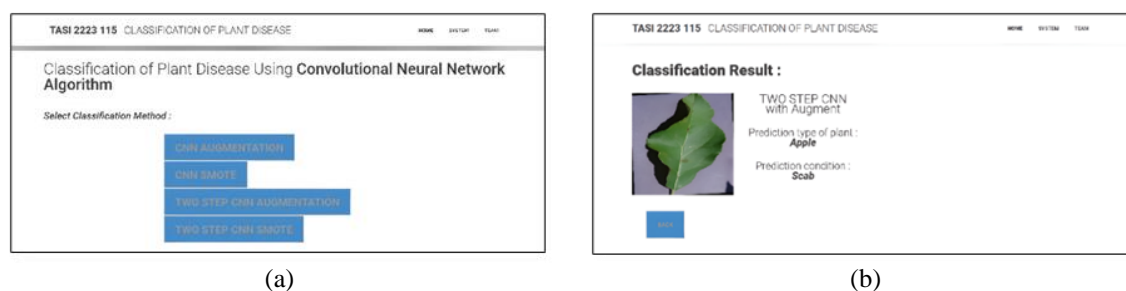 TASI 2223 115 CLASSIFICATION OF PLANT DISEASE
HOME SYSTEM TEAM
Classification of Plant Disease Using Convolutional Neural Network
Algorithm
Select Classification Method :
CNN AUGMENTATION
CNN SMOTE
TWO STEP CNN AUGMENTATION
TWO STEP CNN SMOTE
(a)
TASI 2223 115 CLASSIFICATION OF PLANT DISEASE
HOME SYSTEM TEAM
Classification Result :
TWO STEP CNN
with Augment
Prediction type of plant :
Apple
Prediction condition :
Scab
BACK
(b)